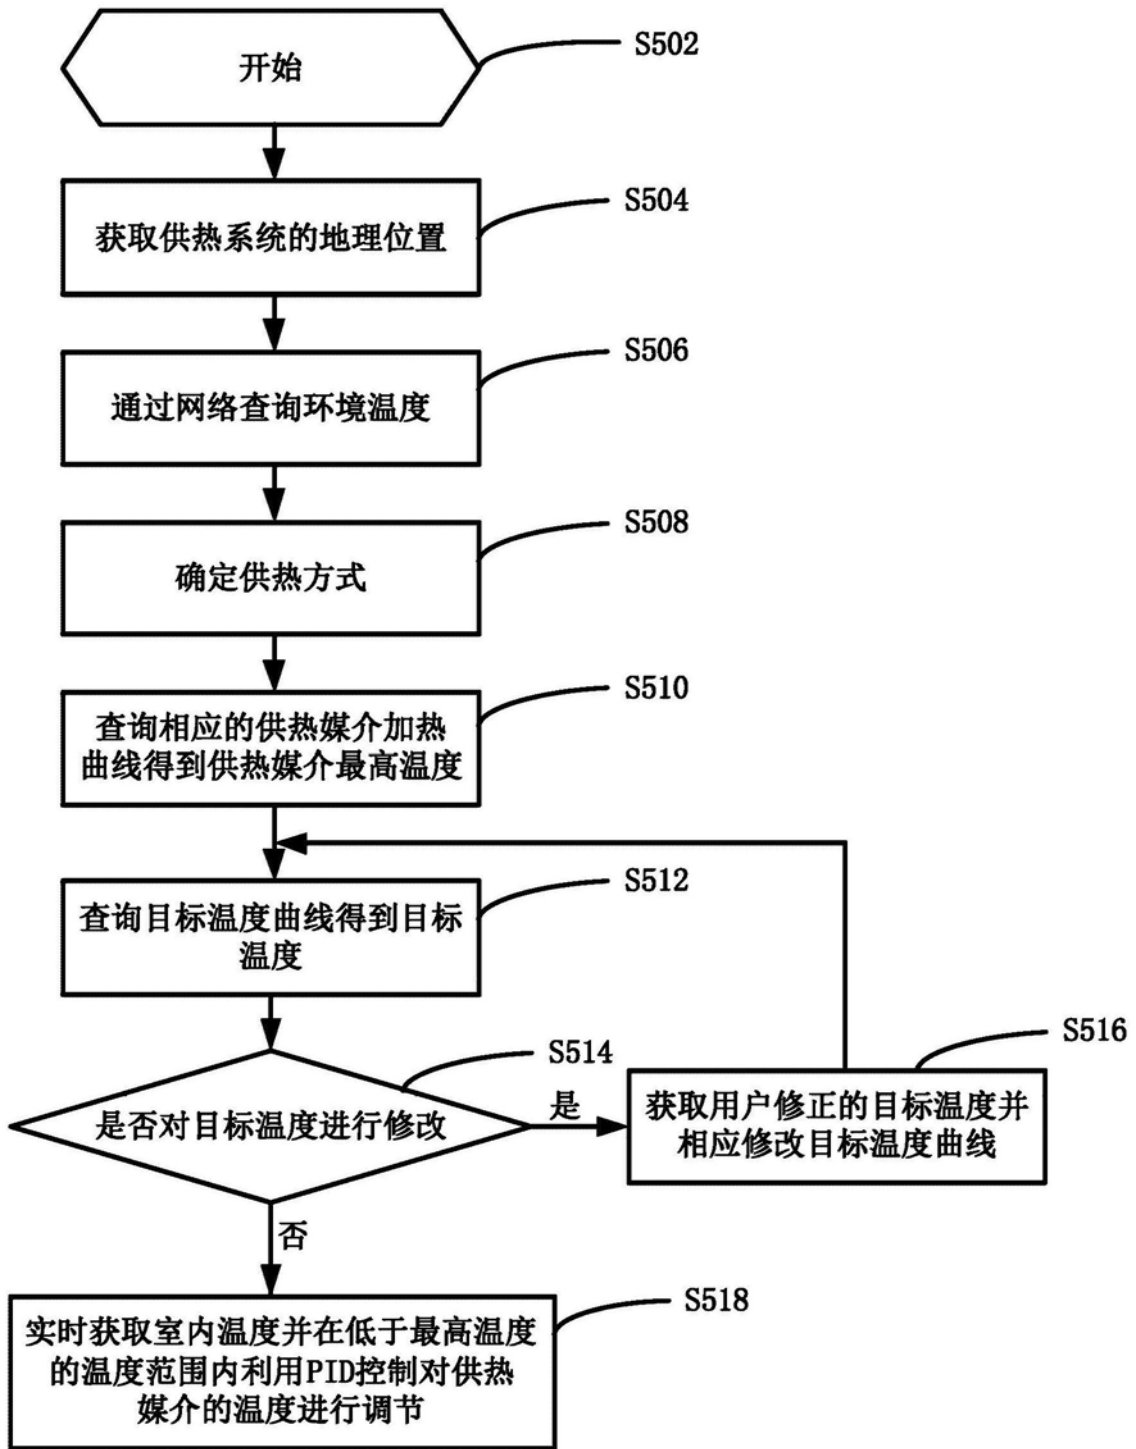 开始
S502
获取供热系统的地理位置
S504
通过网络查询环境温度
S506
确定供热方式
S508
查询相应的供热媒介加热
曲线得到供热媒介最高温度
S510
查询目标温度曲线得到目标
温度
S512
是否对目标温度进行修改
S514
是
获取用户修正的目标温度并
相应修改目标温度曲线
S516
否
实时获取室内温度并在低于最高温度
的温度范围内利用PID控制对供热
媒介的温度进行调节
S518